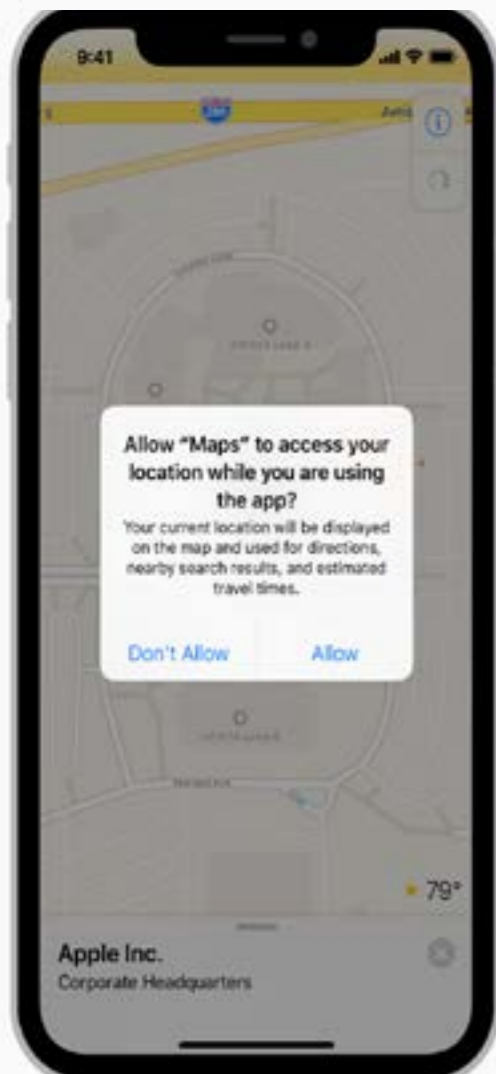 9:41
Allow “Maps” to access your
location while you are using
the app?
Your current location will be displayed
on the map and used for directions,
nearby search results, and estimated
travel times.
Don't Allow
Allow
79°
Apple Inc.
Corporate Headquarters